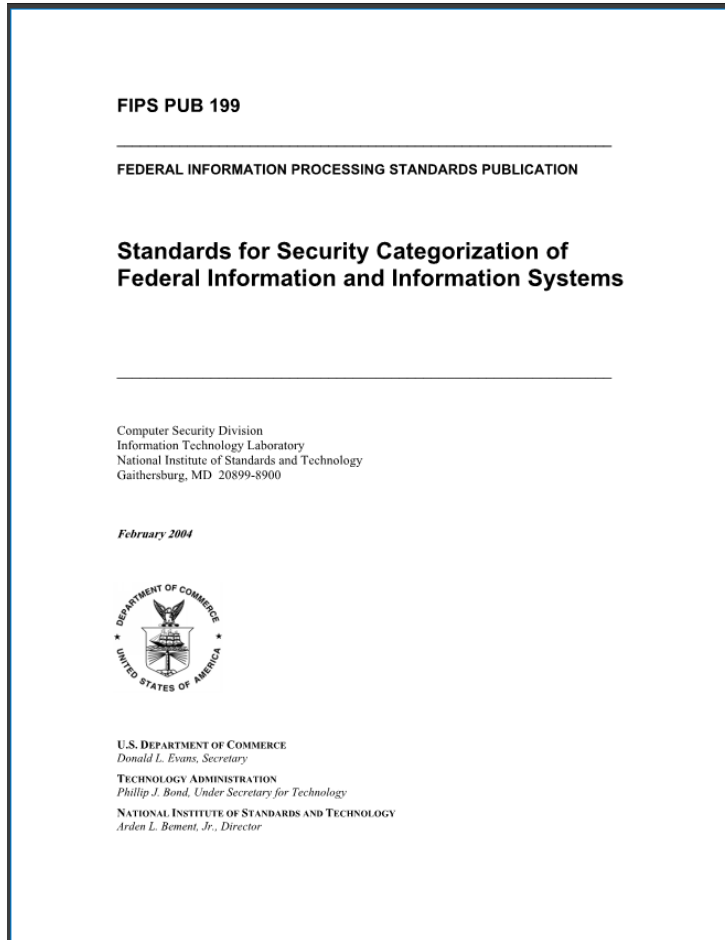 FIPS PUB 199
FEDERAL INFORMATION PROCESSING STANDARDS PUBLICATION
Standards for Security Categorization of
Federal Information and Information Systems
Computer Security Division
Information Technology Laboratory
National Institute of Standards and Technology
Gaithersburg, MD 20899-8900
February 2004
DEPARTMENT OF COMMERCE
UNITED STATES OF AMERICA
U.S. DEPARTMENT OF COMMERCE
Donald L. Evans, Secretary
TECHNOLOGY ADMINISTRATION
Phillip J. Bond, Under Secretary for Technology
NATIONAL INSTITUTE OF STANDARDS AND TECHNOLOGY
Arden L. Bement, Jr., Director